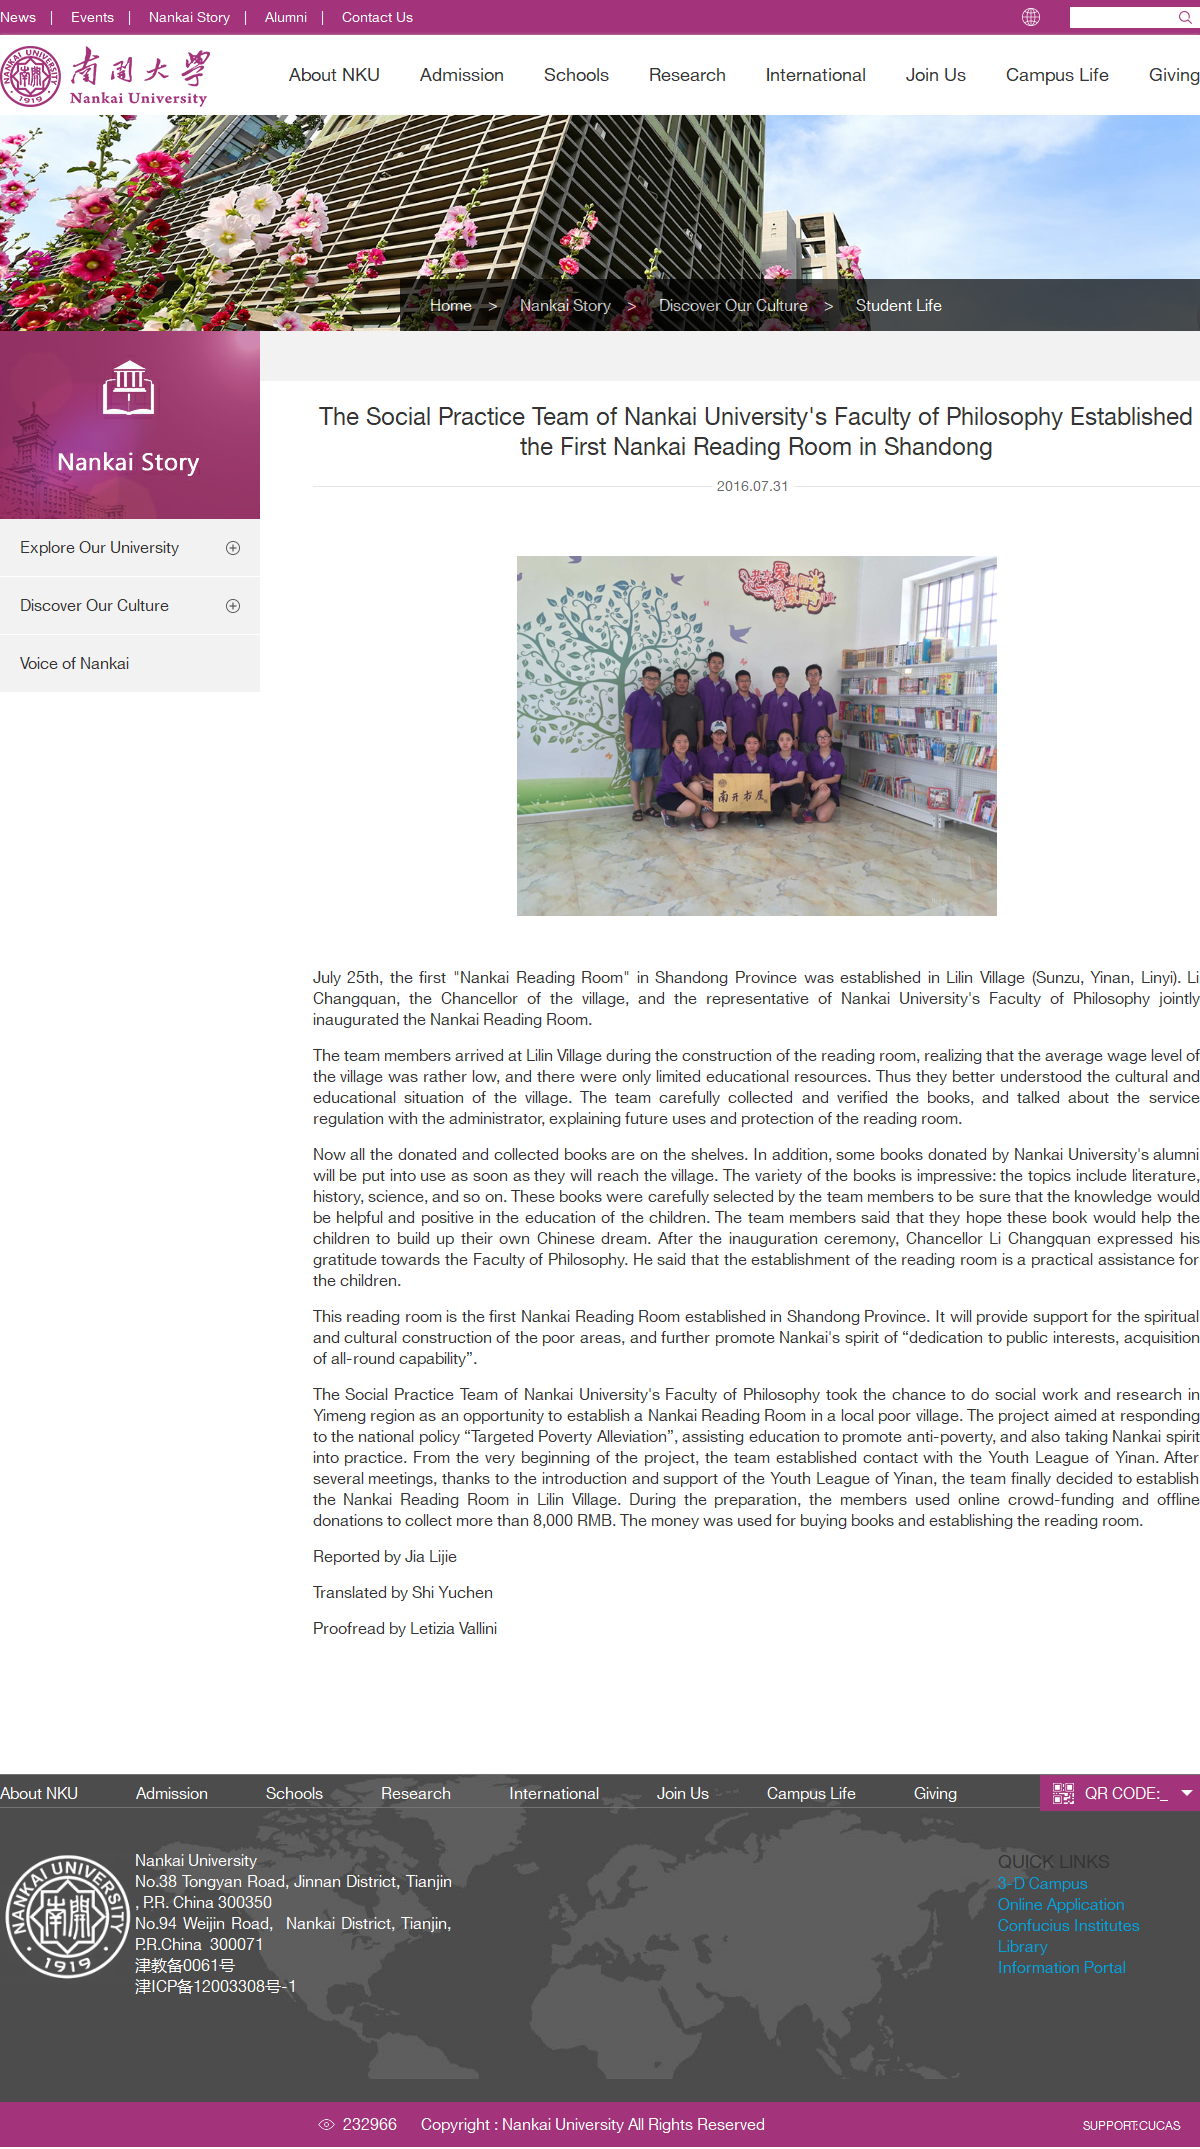 News | Events | Nankai Story | Alumni | Contact Us
NANKAI UNIVERSITY
1919
南開大學
Nankai University
About NKU Admission Schools Research International Join Us Campus Life Giving
Home > Nankai Story > Discover Our Culture > Student Life
Nankai Story
Explore Our University
Discover Our Culture
Voice of Nankai
The Social Practice Team of Nankai University's Faculty of Philosophy Established
the First Nankai Reading Room in Shandong
2016.07.31
南开书屋
July 25th, the first "Nankai Reading Room" in Shandong Province was established in Lilin Village (Sunzu, Yinan, Linyi). Li
Changquan, the Chancellor of the village, and the representative of Nankai University's Faculty of Philosophy jointly
inaugurated the Nankai Reading Room.
The team members arrived at Lilin Village during the construction of the reading room, realizing that the average wage level of
the village was rather low, and there were only limited educational resources. Thus they better understood the cultural and
educational situation of the village. The team carefully collected and verified the books, and talked about the service
regulation with the administrator, explaining future uses and protection of the reading room.
Now all the donated and collected books are on the shelves. In addition, some books donated by Nankai University's alumni
will be put into use as soon as they will reach the village. The variety of the books is impressive: the topics include literature,
history, science, and so on. These books were carefully selected by the team members to be sure that the knowledge would
be helpful and positive in the education of the children. The team members said that they hope these book would help the
children to build up their own Chinese dream. After the inauguration ceremony, Chancellor Li Changquan expressed his
gratitude towards the Faculty of Philosophy. He said that the establishment of the reading room is a practical assistance for
the children.
This reading room is the first Nankai Reading Room established in Shandong Province. It will provide support for the spiritual
and cultural construction of the poor areas, and further promote Nankai's spirit of “dedication to public interests, acquisition
of all-round capability”.
The Social Practice Team of Nankai University's Faculty of Philosophy took the chance to do social work and research in
Yimeng region as an opportunity to establish a Nankai Reading Room in a local poor village. The project aimed at responding
to the national policy “Targeted Poverty Alleviation”, assisting education to promote anti-poverty, and also taking Nankai spirit
into practice. From the very beginning of the project, the team established contact with the Youth League of Yinan. After
several meetings, thanks to the introduction and support of the Youth League of Yinan, the team finally decided to establish
the Nankai Reading Room in Lilin Village. During the preparation, the members used online crowd-funding and offline
donations to collect more than 8,000 RMB. The money was used for buying books and establishing the reading room.
Reported by Jia Lijie
Translated by Shi Yuchen
Proofread by Letizia Vallini
About NKU Admission Schools Research International Join Us Campus Life Giving QR CODE:_
NANKAI UNIVERSITY
南開
1919
Nankai University
No.38 Tongyan Road, Jinnan District, Tianjin
, P.R. China 300350
No.94 Weijin Road, Nankai District, Tianjin,
P.R.China 300071
津教备0061号
津ICP备12003308号-1
QUICK LINKS
3-D Campus
Online Application
Confucius Institutes
Library
Information Portal
232966 Copyright : Nankai University All Rights Reserved
SUPPORT:CUCAS